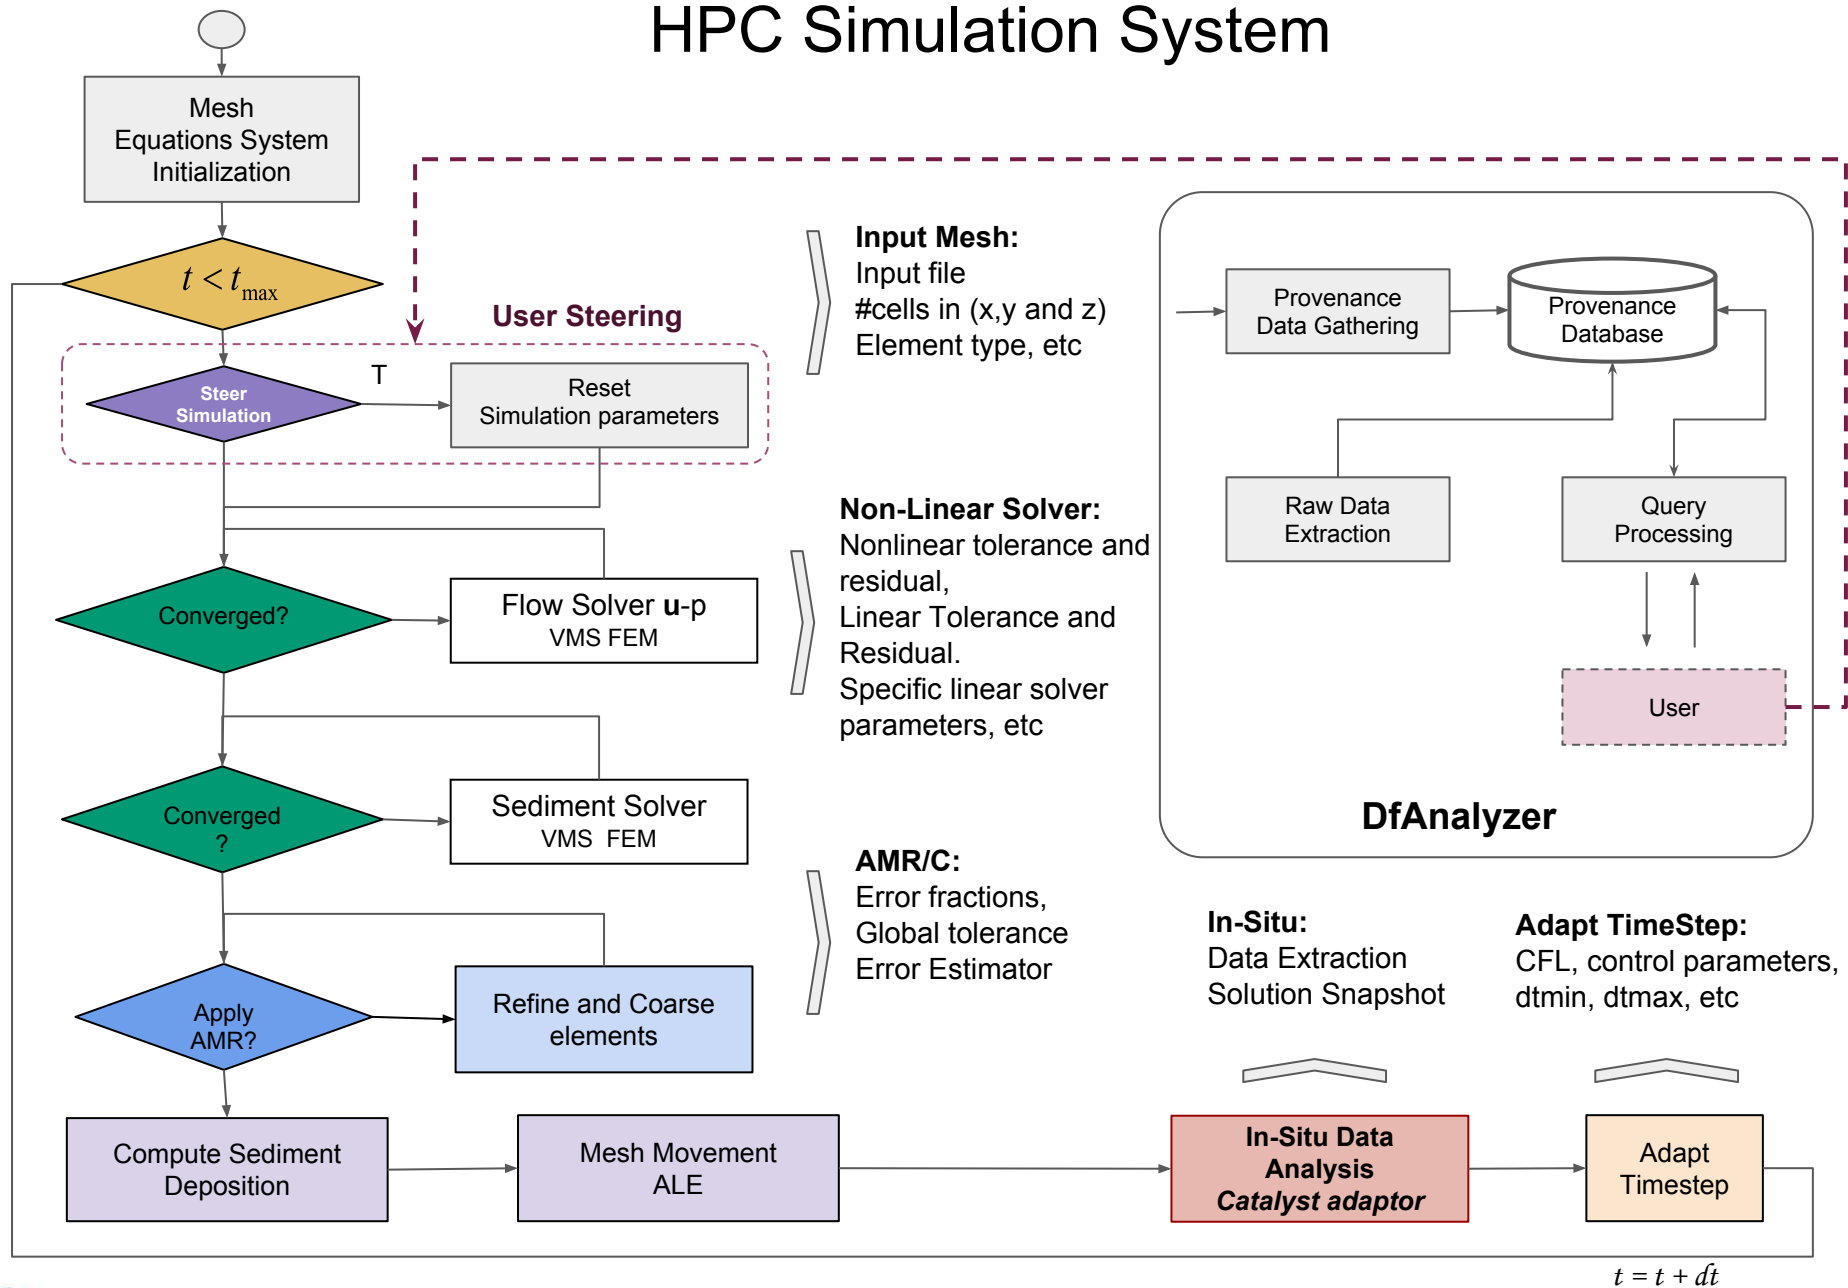 HPC Simulation System
Mesh
Equations System
Initialization
t < tmax
User Steering
Steer
Simulation
T
Reset
Simulation parameters
Converged?
Flow Solver u-p
VMS FEM
Converged
?
Sediment Solver
VMS FEM
Apply
AMR?
Refine and Coarse
elements
Compute Sediment
Deposition
Mesh Movement
ALE
In-Situ Data
Analysis
Catalyst adaptor
Adapt
Timestep
t = t + dt
Input Mesh:
Input file
#cells in (x,y and z)
Element type, etc
Non-Linear Solver:
Nonlinear tolerance and
residual,
Linear Tolerance and
Residual.
Specific linear solver
parameters, etc
AMR/C:
Error fractions,
Global tolerance
Error Estimator
In-Situ:
Data Extraction
Solution Snapshot
Adapt TimeStep:
CFL, control parameters,
dtmin, dtmax, etc
Provenance
Data Gathering
Provenance
Database
Raw Data
Extraction
Query
Processing
User
DfAnalyzer